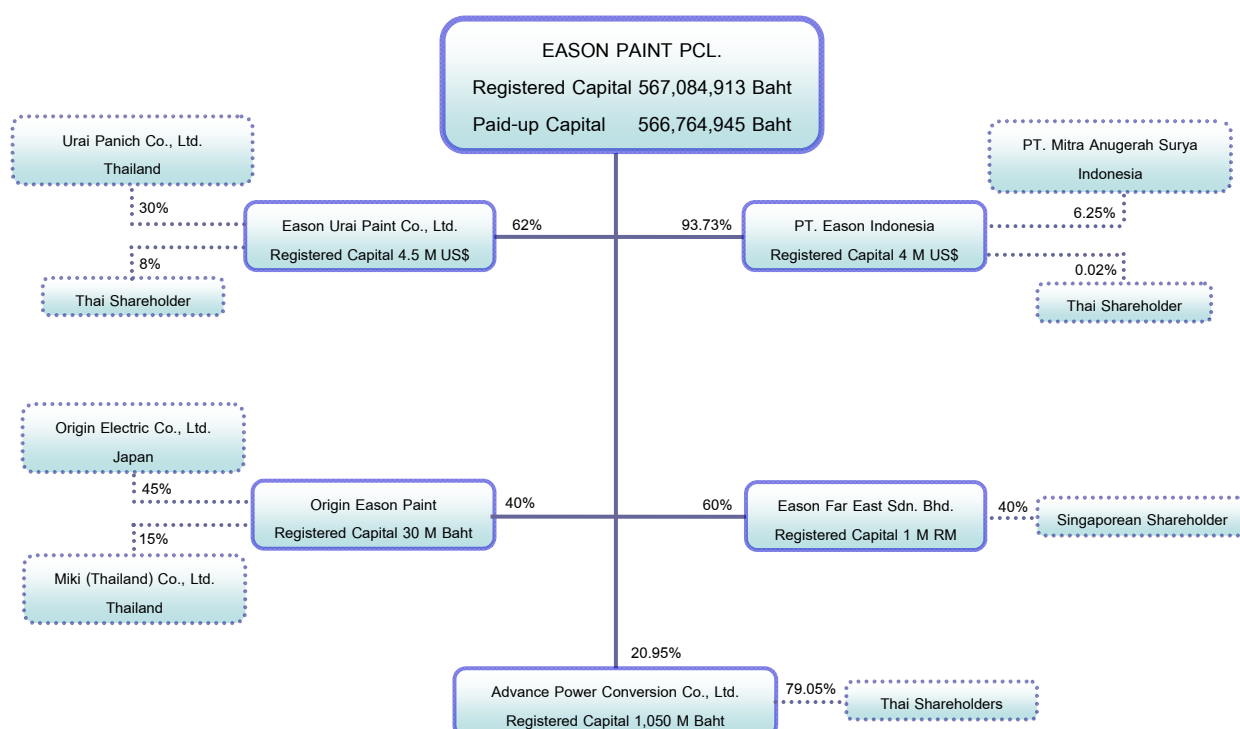 EASON PAINT PCL.
Registered Capital 567,084,913 Baht
Paid-up Capital 566,764,945 Baht
Urai Panich Co., Ltd.
Thailand
30%
Eason Urai Paint Co., Ltd.
Registered Capital 4.5 M US$
62%
8%
Thai Shareholder
PT. Mitra Anugerah Surya
Indonesia
6.25%
93.73%
PT. Eason Indonesia
Registered Capital 4 M US$
0.02%
Thai Shareholder
Origin Electric Co., Ltd.
Japan
45%
Origin Eason Paint
Registered Capital 30 M Baht
40%
15%
Miki (Thailand) Co., Ltd.
Thailand
60%
Eason Far East Sdn. Bhd.
Registered Capital 1 M RM
40%
Singaporean Shareholder
20.95%
Advance Power Conversion Co., Ltd.
Registered Capital 1,050 M Baht
79.05%
Thai Shareholders